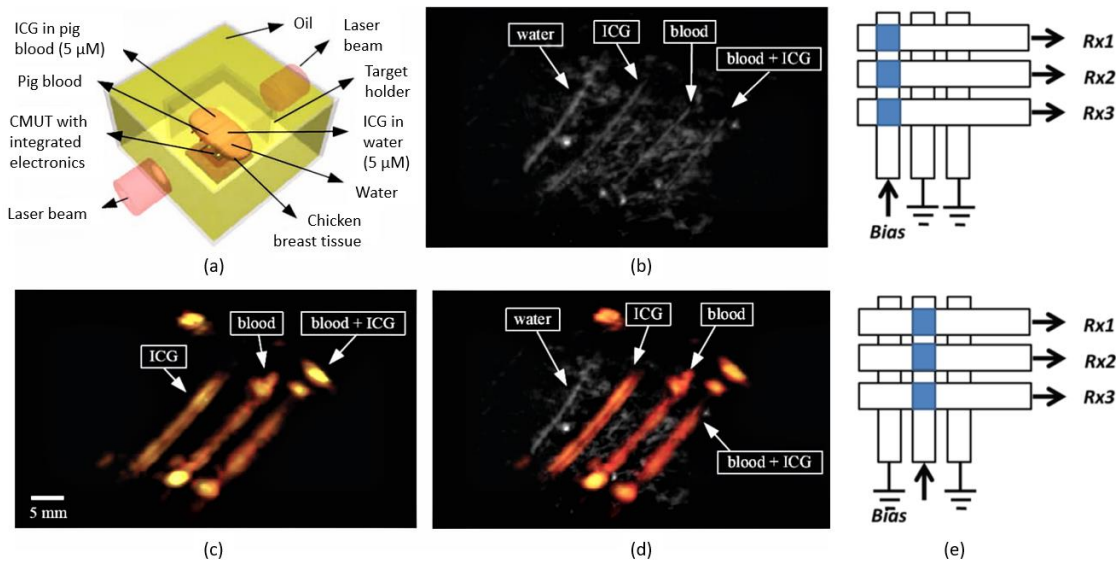 ICG in pig
blood (5 µM)
Pig blood
CMUT with
integrated
electronics
Laser beam
Oil
Laser
beam
Target
holder
ICG in
water
(5 µM)
Water
Chicken
breast tissue
(a)
water
ICG
blood
blood + ICG
(b)
Rx1
Rx2
Rx3
Bias
ICG
blood
blood + ICG
5 mm
(c)
water
ICG
blood
blood + ICG
(d)
Rx1
Rx2
Rx3
Bias
(e)